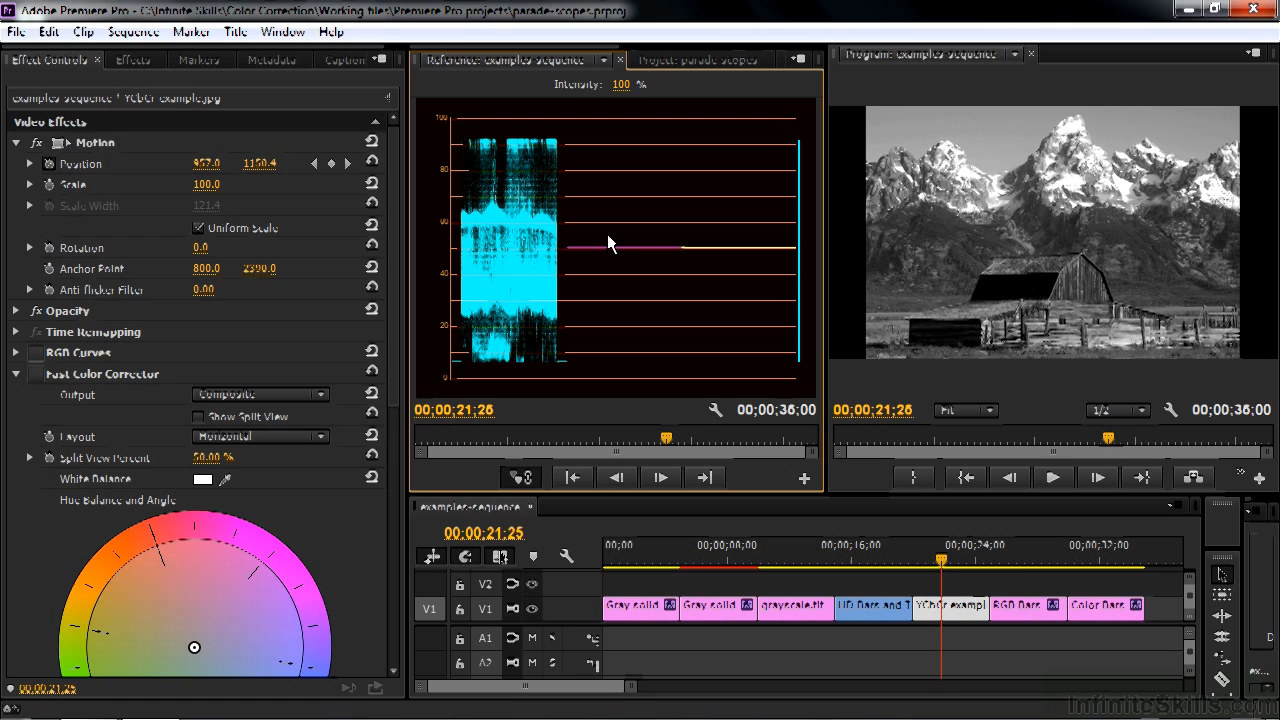 Adobe Premiere Pro - C:\Infinite Skills\Color Correction\Working files\Premiere Pro projects\parade-scopes.prproj
File Edit Clip Sequence Marker Title Window Help
Effect Controls × Effects Markers Metadata Caption
Reference: examples-sequence × Project: parade-scopes
Program: examples-sequence ×
Intensity: 100 %
examples-sequence * YCbCr example.jpg
Video Effects
fx Motion
Position 957.0 1150.4
Scale 100.0
Scale Width 121.4
Uniform Scale
Rotation 0.0
Anchor Point 800.0 2390.0
Anti-flicker Filter 0.00
fx Opacity
fx Time Remapping
RGB Curves
Fast Color Corrector
Output Composite
Show Split View
Layout Horizontal
Split View Percent 50.00 %
White Balance
Hue Balance and Angle
00;00;21;25
100
80
60
40
20
0
00;00;21;26 00;00;36;00
00;00;21;26 Fit 1/2 00;00;36;00
examples-sequence
00;00;21;25
00;00 00;00;08;00 00;00;16;00 00;00;24;00 00;00;32;00
V2
V1 V1 Gray solid Gray solid grayscale.tif HD Bars and T YCbCr exampl RGB Bars Color Bars
A1 M S
A2 M S
InfiniteSkills.com